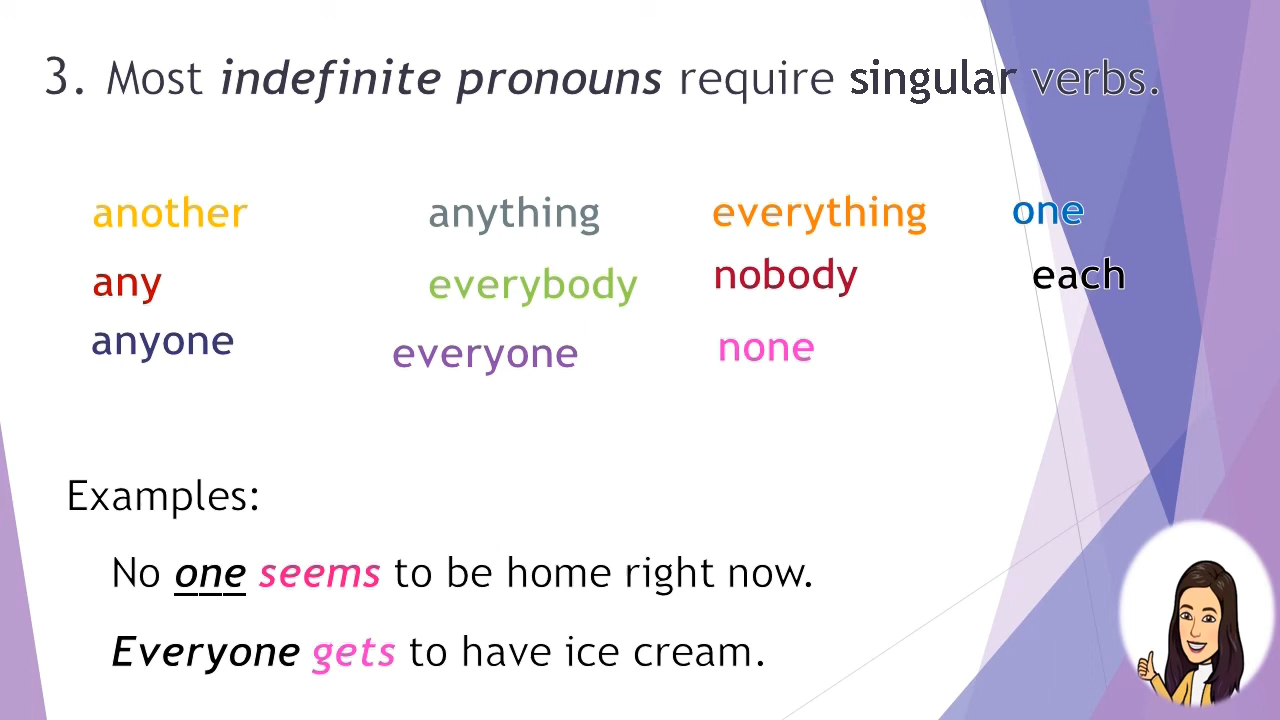 3. Most indefinite pronouns require singular verbs.
another anything everything one
any everybody nobody each
anyone everyone none
Examples:
No one seems to be home right now.
Everyone gets to have ice cream.